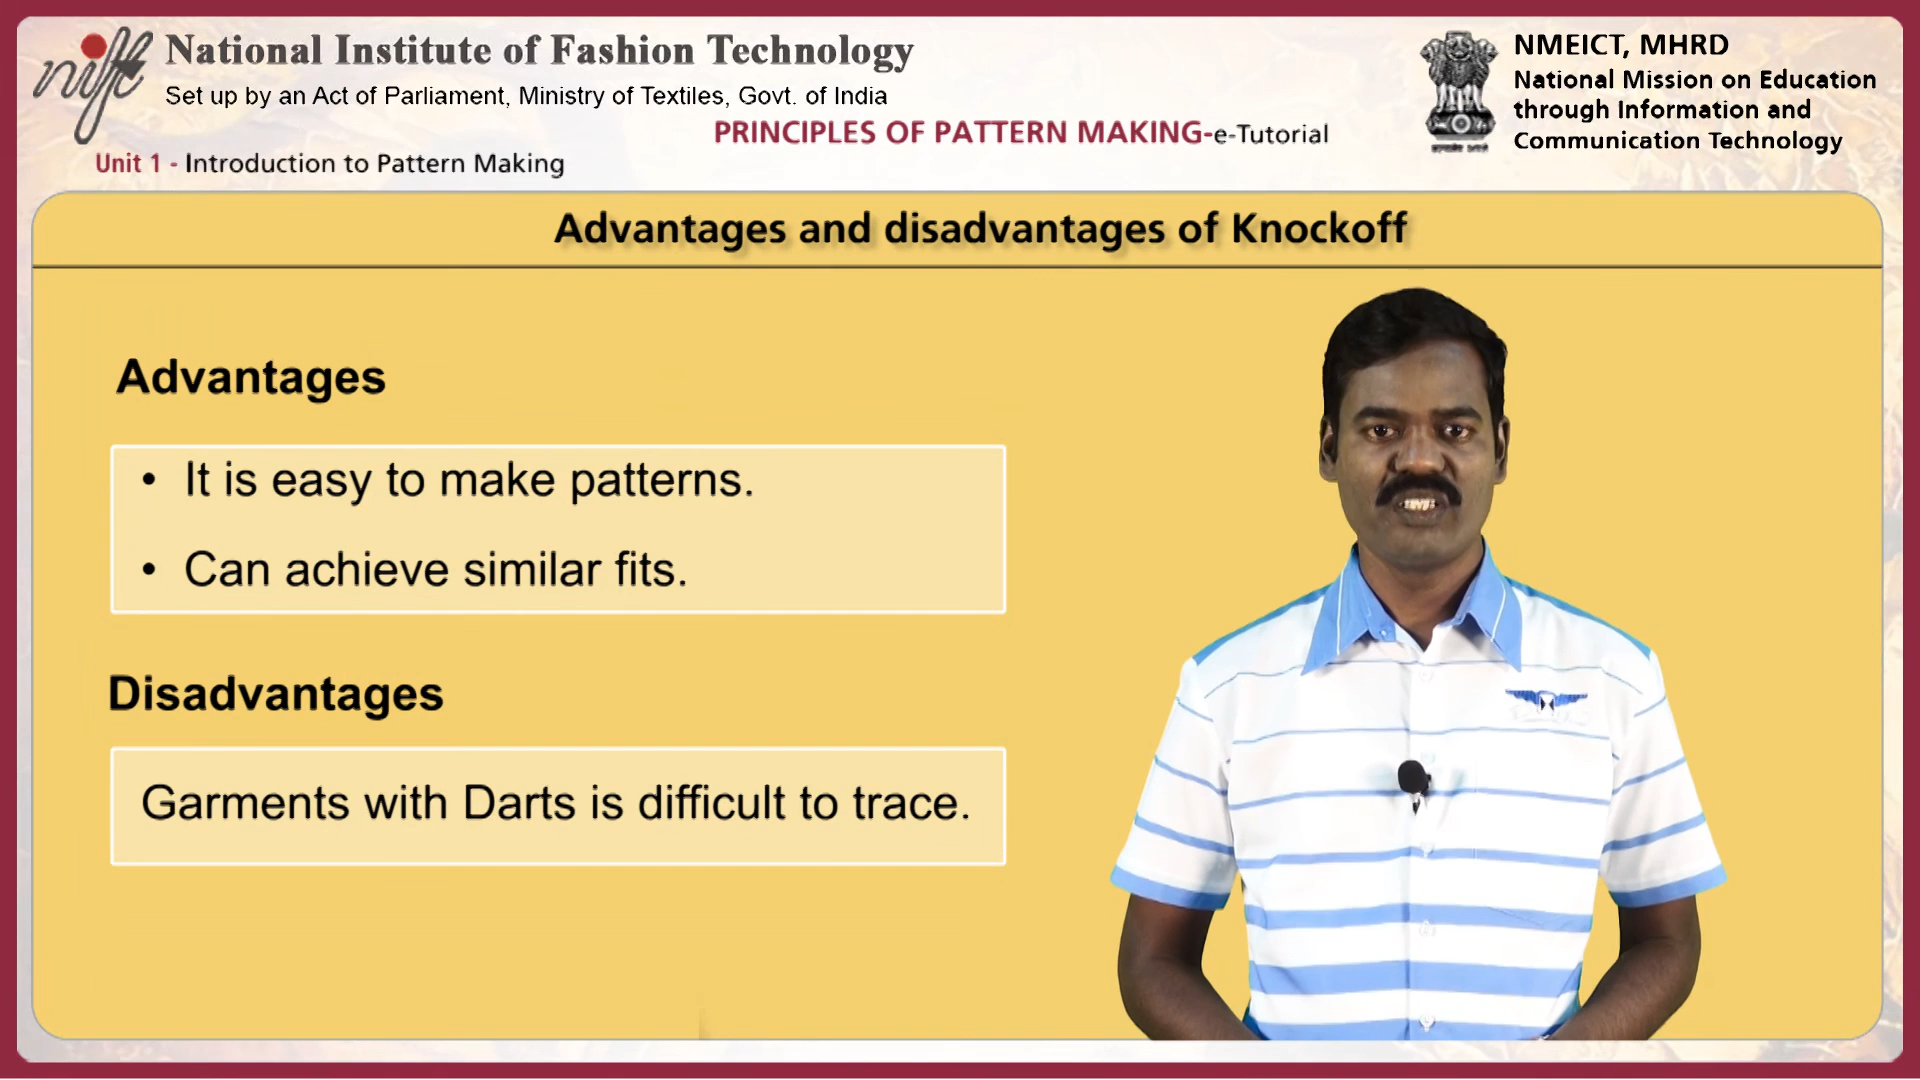 nift
National Institute of Fashion Technology
Set up by an Act of Parliament, Ministry of Textiles, Govt. of India
PRINCIPLES OF PATTERN MAKING-e-Tutorial
Unit 1 - Introduction to Pattern Making
NMEICT, MHRD
National Mission on Education
through Information and
Communication Technology
Advantages and disadvantages of Knockoff
Advantages
• It is easy to make patterns.
• Can achieve similar fits.
Disadvantages
Garments with Darts is difficult to trace.